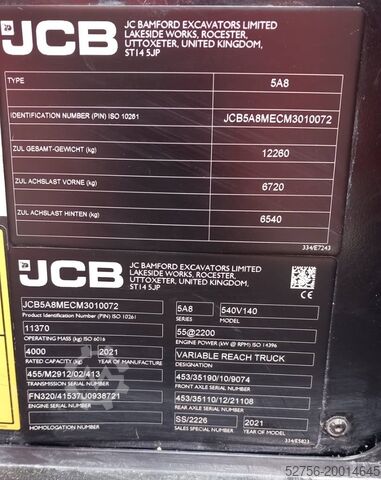 JCB
JC BAMFORD EXCAVATORS LIMITED
LAKESIDE WORKS, ROCESTER,
UTTOXETER, UNITED KINGDOM,
ST14 5JP
TYPE 5A8
IDENTIFICATION NUMBER (PIN) ISO 10261 JCB5A8MECM3010072
ZUL GESAMT-GEWICHT (kg) 12260
ZUL ACHSLAST VORNE (kg) 6720
ZUL ACHSLAST HINTEN (kg) 6540
334/E7243
JCB
JC BAMFORD EXCAVATORS LIMITED
LAKESIDE WORKS, ROCESTER,
UTTOXETER, UNITED KINGDOM,
ST14 5JP
CE
JCB5A8MECM3010072
Product Identification Number (PIN) ISO 10261
5A8 540V140
SERIES MODEL
11370
OPERATING MASS (kg) ISO 6016
55@2200
ENGINE POWER (kW @ RPM) ISO 14396
4000 2021
RATED CAPACITY (kg) YEAR OF MANUFACTURE
VARIABLE REACH TRUCK
DESIGNATION
455/M2912/02/413
TRANSMISSION SERIAL NUMBER
453/35190/10/9074
FRONT AXLE SERIAL NUMBER
FN320/41537U0938721
ENGINE SERIAL NUMBER
453/35110/12/21108
REAR AXLE SERIAL NUMBER
HOMOLOGATION NUMBER
SS/2226 2021
SALES SPECIAL NUMBER YEAR OF MODEL
334/E5823
52756-20014645